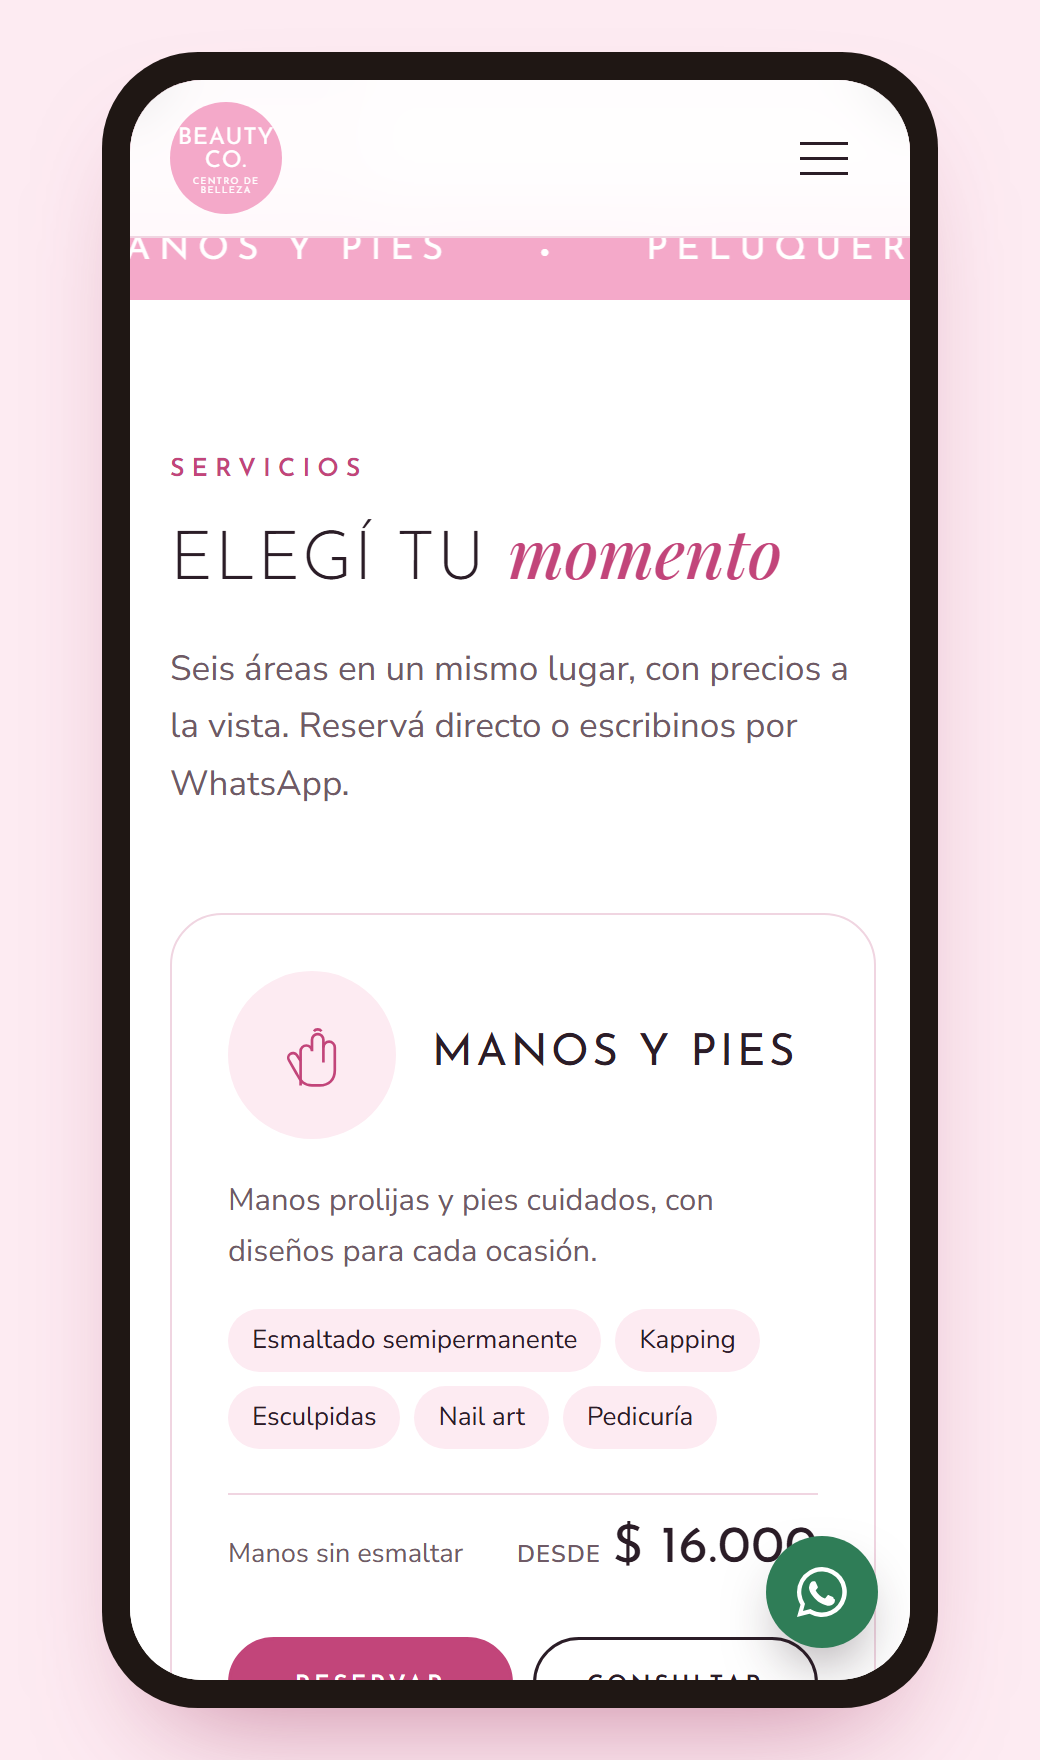 BEAUTY
CO.
CENTRO DE
BELLEZA
ANOS Y PIES • PELUQUER
SERVICIOS
ELEGÍ TU momento
Seis áreas en un mismo lugar, con precios a
la vista. Reservá directo o escribinos por
WhatsApp.
MANOS Y PIES
Manos prolijas y pies cuidados, con
diseños para cada ocasión.
Esmaltado semipermanente Kapping
Esculpidas Nail art Pedicuría
Manos sin esmaltar DESDE $ 16.000
RESERVAR CONSULTAR